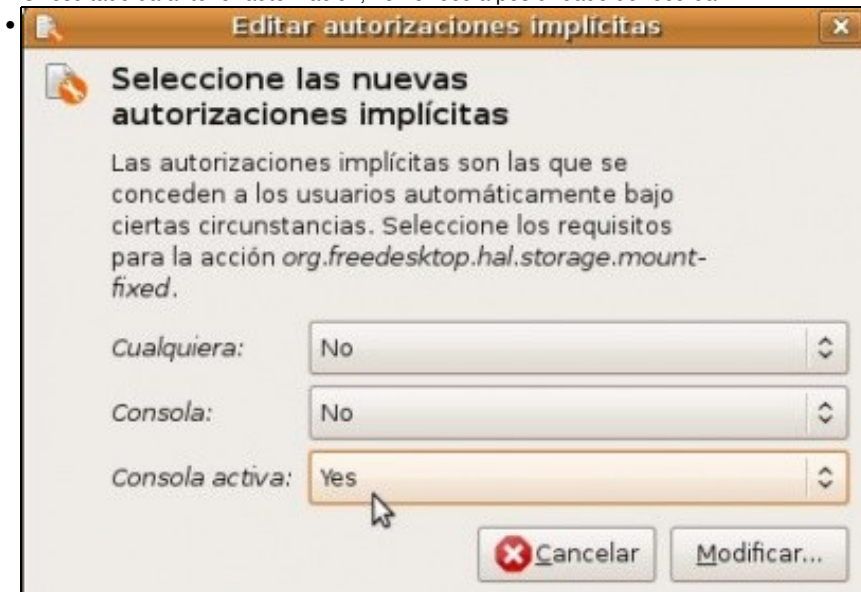 Editar autorizaciones implícitas
Seleccione las nuevas
autorizaciones implícitas
Las autorizaciones implícitas son las que se
conceden a los usuarios automáticamente bajo
ciertas circunstancias. Seleccione los requisitos
para la acción org.freedesktop.hal.storage.mount-
fixed.
Cualquiera: No
Consola: No
Consola activa: Yes
Cancelar Modificar...